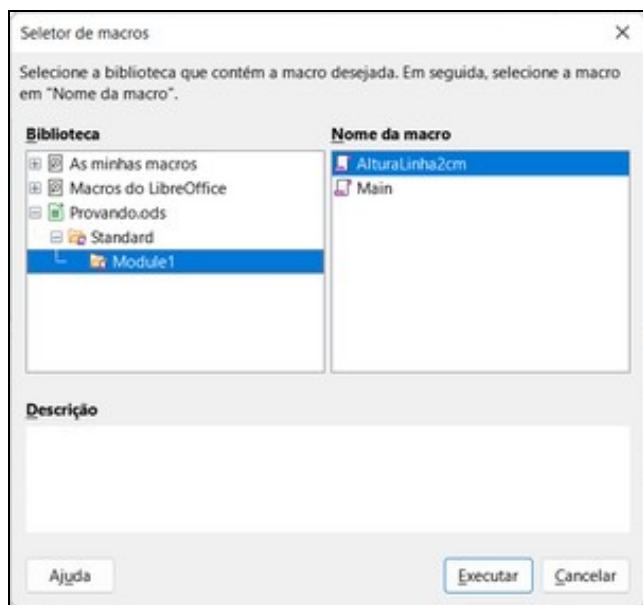 Seletor de macros
Selecione a biblioteca que contém a macro desejada. Em seguida, selecione a macro
em "Nome da macro".
Biblioteca
Nome da macro
As minhas macros
Macros do LibreOffice
Provando.ods
Standard
Module1
AlturaLinha2cm
Main
Descrição
Ajuda
Executar
Cancelar